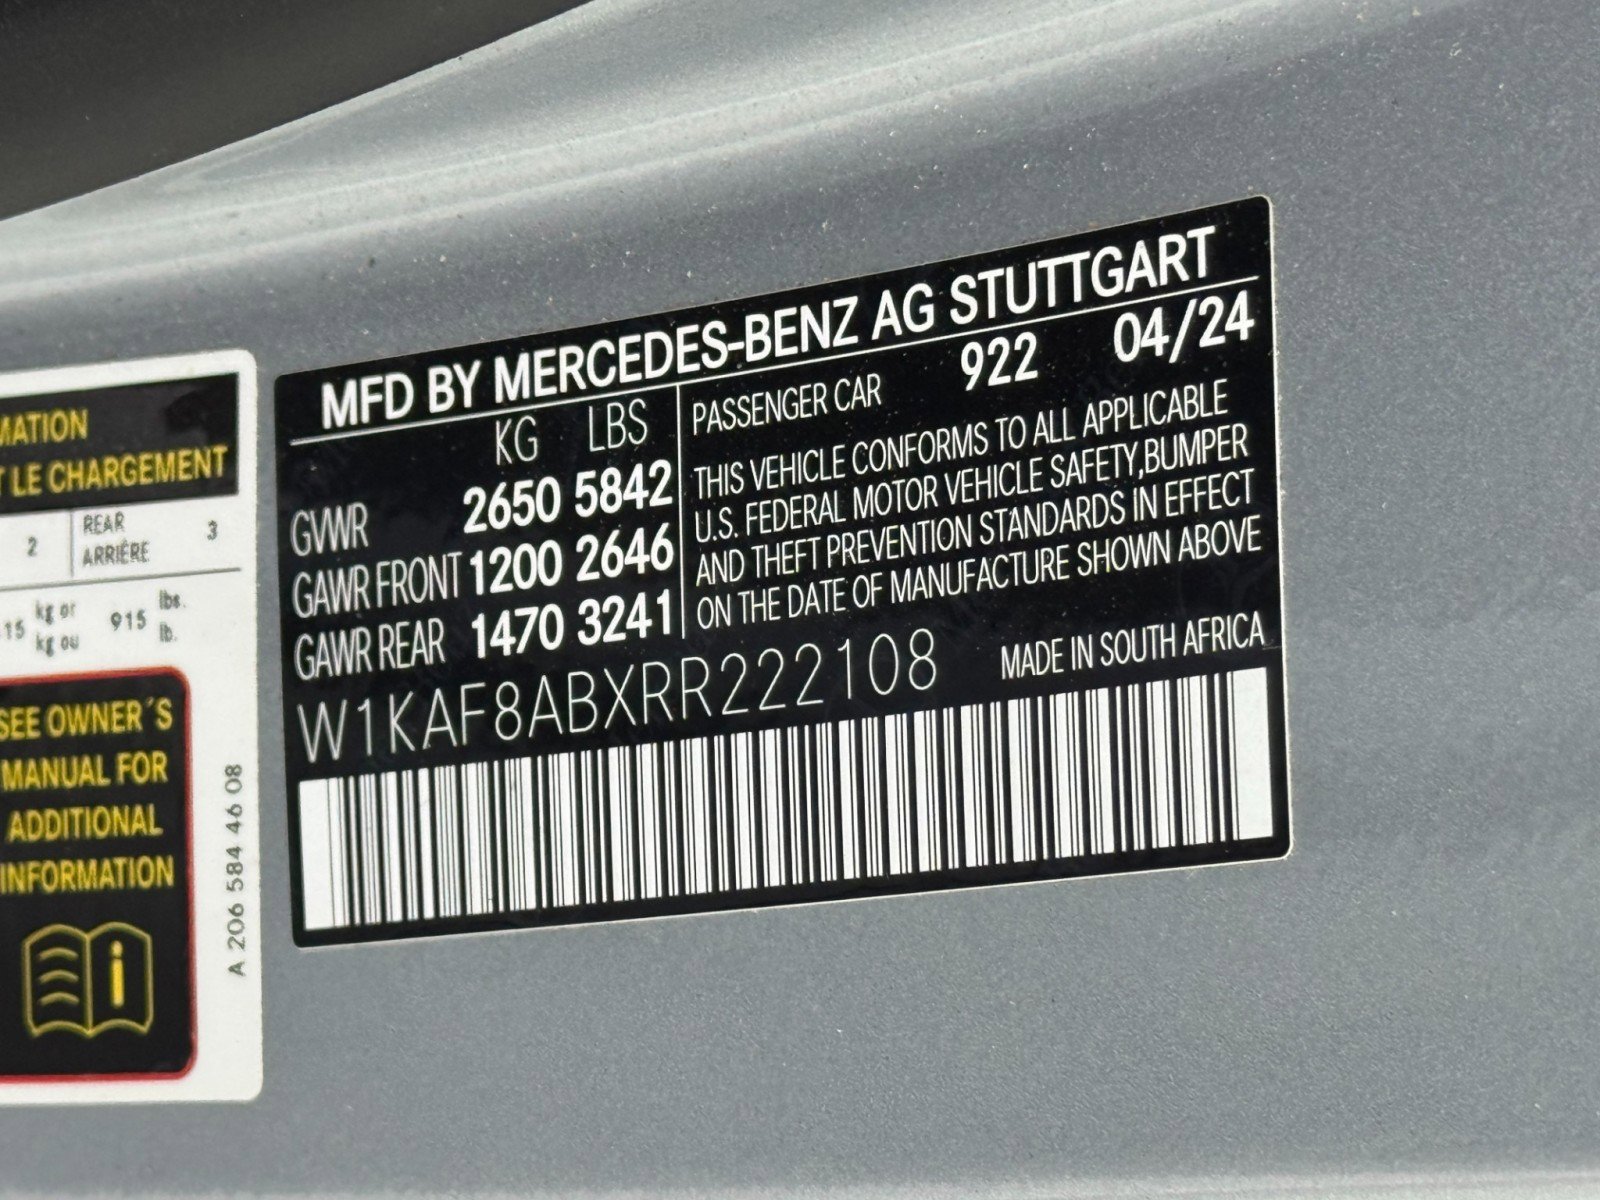 MATION
T LE CHARGEMENT
2 REAR 3
ARRIÈRE
15 kg or 915 lbs.
kg ou lb.
SEE OWNER´S
MANUAL FOR
ADDITIONAL
INFORMATION
i
A 206 584 46 08
MFD BY MERCEDES-BENZ AG STUTTGART
KG LBS
GVWR 2650 5842
GAWR FRONT 1200 2646
GAWR REAR 1470 3241
PASSENGER CAR 922 04/24
THIS VEHICLE CONFORMS TO ALL APPLICABLE
U.S. FEDERAL MOTOR VEHICLE SAFETY,BUMPER
AND THEFT PREVENTION STANDARDS IN EFFECT
ON THE DATE OF MANUFACTURE SHOWN ABOVE
W1KAF8ABXRR222108 MADE IN SOUTH AFRICA